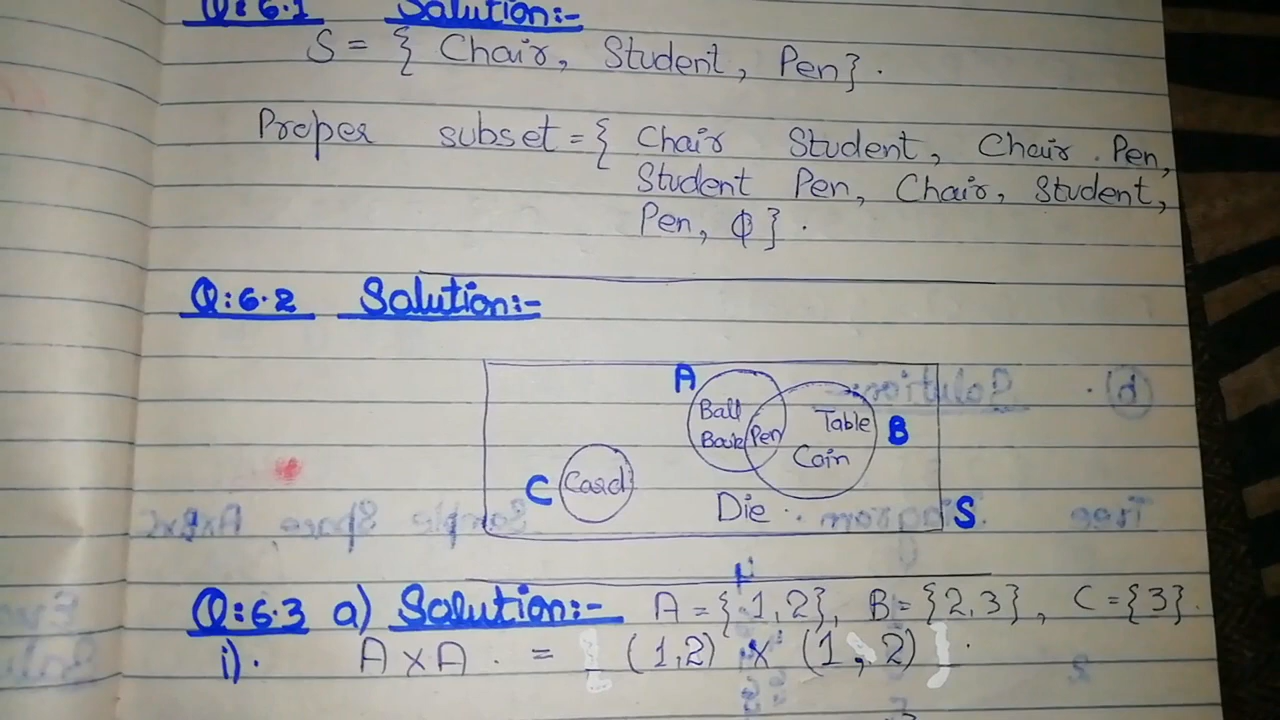 Q:6.1 Solution:-
S = { Chair, Student, Pen}.
Proper subset = { Chair Student, Chair Pen,
Student Pen, Chair, Student,
Pen, Φ}.
Q:6.2 Solution:-
A
Ball
Book
Pen
Table
Coin
B
C
Card
Die
S
Q:6.3 a) Solution:- A = {1,2}, B = {2,3}, C = {3}.
i). A × A = { (1,2) × (1,2) }.